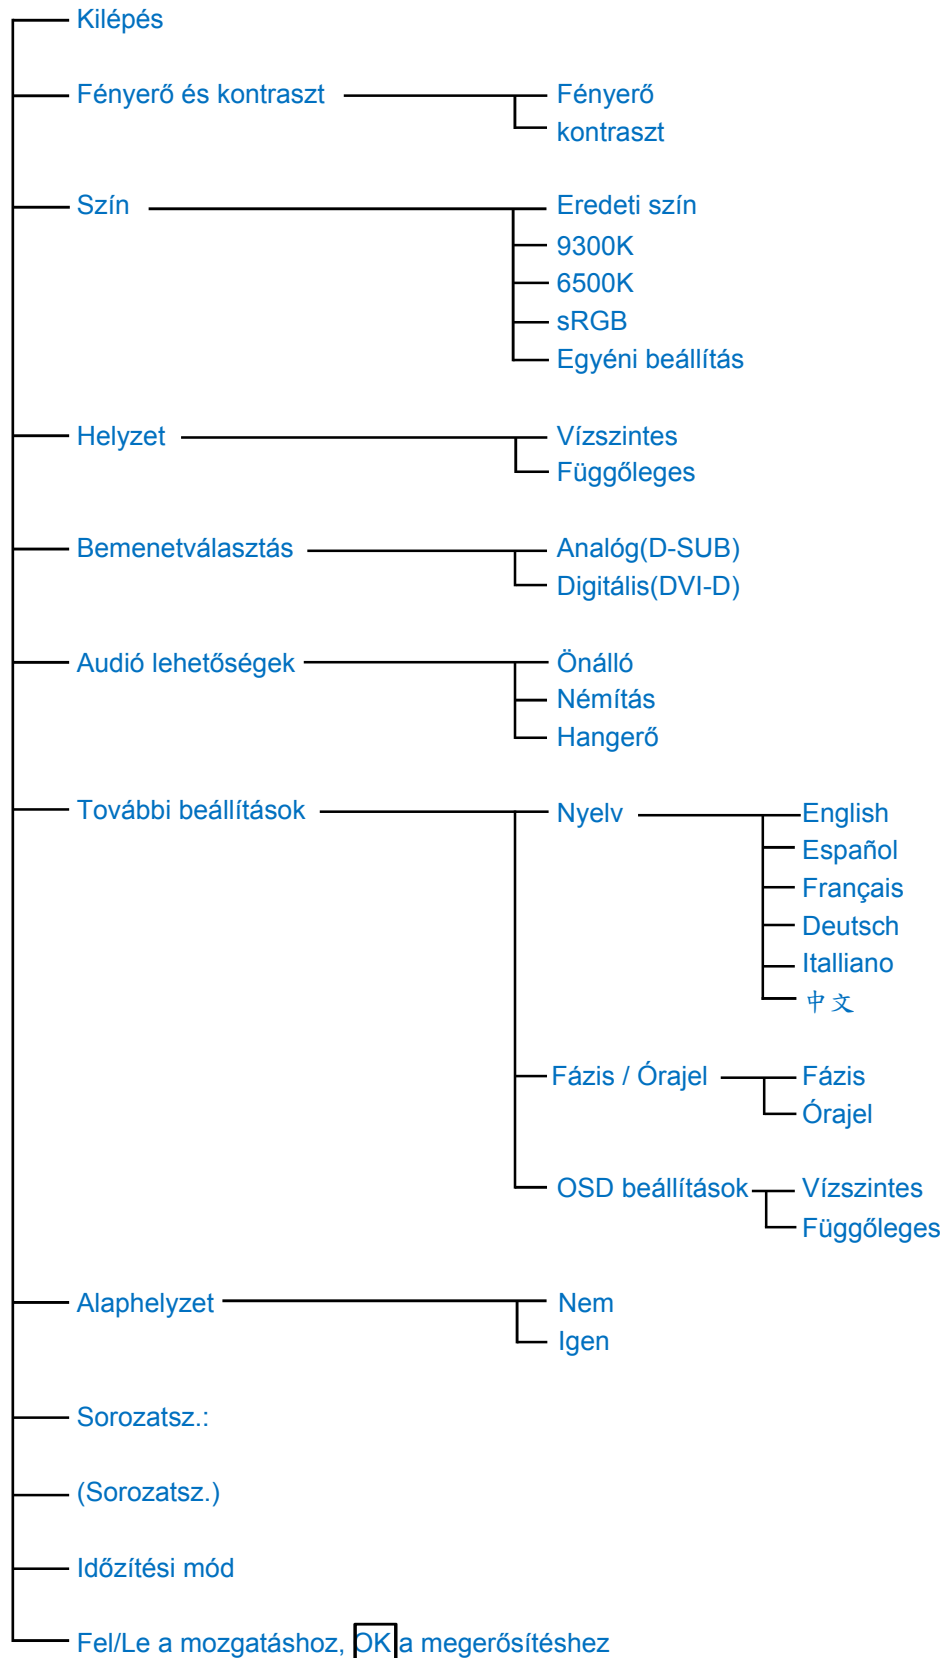 Kilépés
Fényerő és kontraszt
Fényerő
kontraszt
Szín
Eredeti szín
9300K
6500K
sRGB
Egyéni beállítás
Helyzet
Vízszintes
Függőleges
Bemenetválasztás
Analóg(D-SUB)
Digitális(DVI-D)
Audió lehetőségek
Önálló
Némítás
Hangerő
További beállítások
Nyelv
English
Español
Français
Deutsch
Italliano
中文
Fázis / Órajel
Fázis
Órajel
OSD beállítások
Vízszintes
Függőleges
Alaphelyzet
Nem
Igen
Sorozatsz.:
(Sorozatsz.)
Időzítési mód
Fel/Le a mozgatáshoz, OK a megerősítéshez